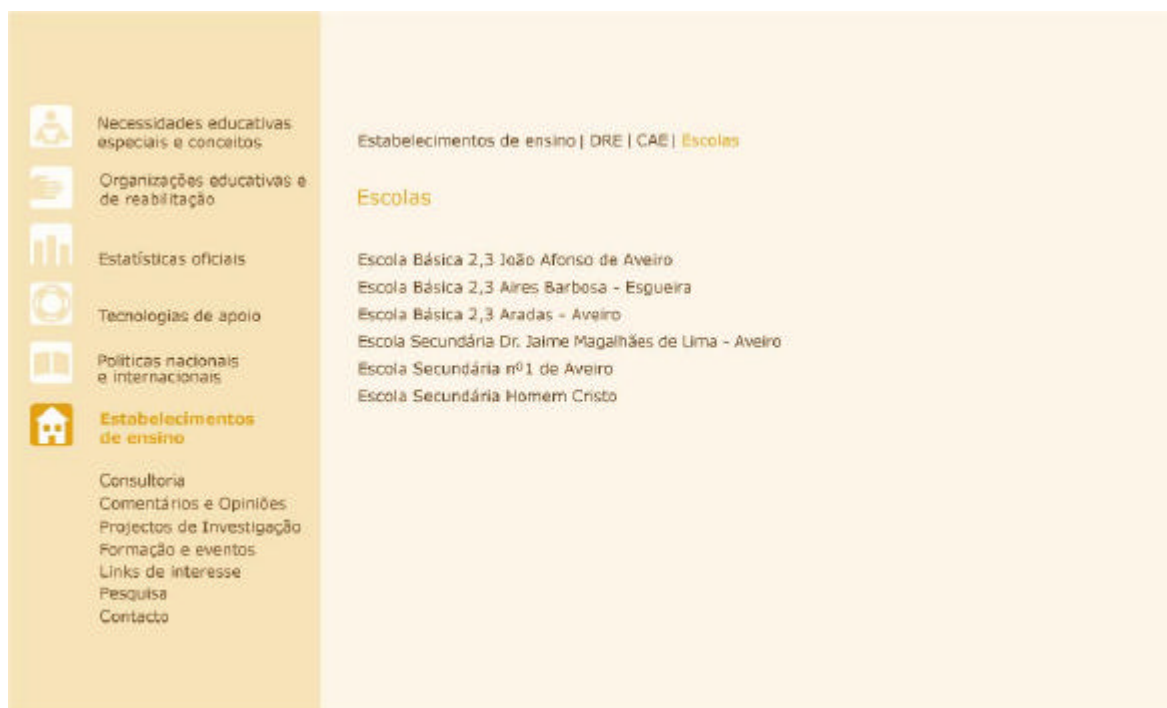 Necessidades educativas
especiais e conceitos
Organizações educativas e
de reabilitação
Estatísticas oficiais
Tecnologias de apoio
Políticas nacionais
e internacionais
Estabelecimentos
de ensino
Consultoria
Comentários e Opiniões
Projectos de Investigação
Formação e eventos
Links de interesse
Pesquisa
Contacto
Estabelecimentos de ensino | DRE | CAE | Escolas
Escolas
Escola Básica 2,3 João Afonso de Aveiro
Escola Básica 2,3 Aires Barbosa - Esgueira
Escola Básica 2,3 Aradas - Aveiro
Escola Secundária Dr. Jaime Magalhães de Lima - Aveiro
Escola Secundária nº1 de Aveiro
Escola Secundária Homem Cristo